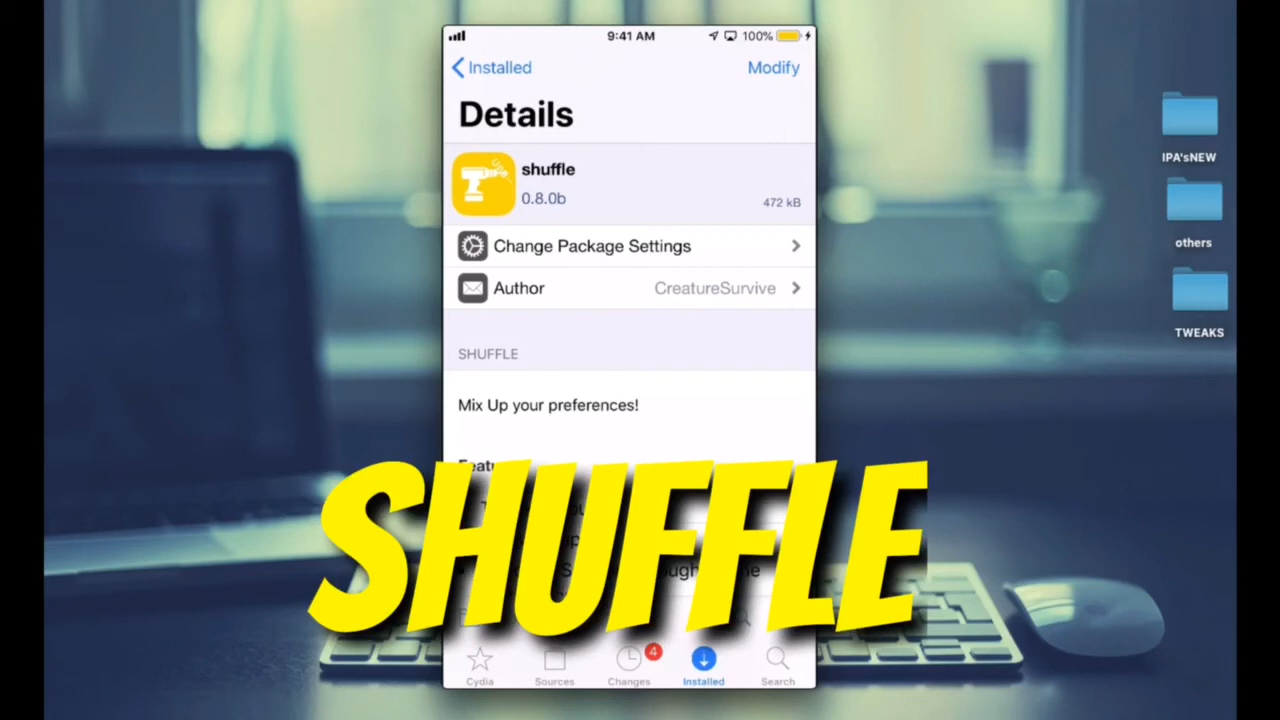 9:41 AM
100%
Installed
Modify
Details
shuffle
0.8.0b
472 kB
Change Package Settings
Author
CreatureSurvive
SHUFFLE
Mix Up your preferences!
SHUFFLE
4
Cydia
Sources
Changes
Installed
Search
IPA'sNEW
others
TWEAKS